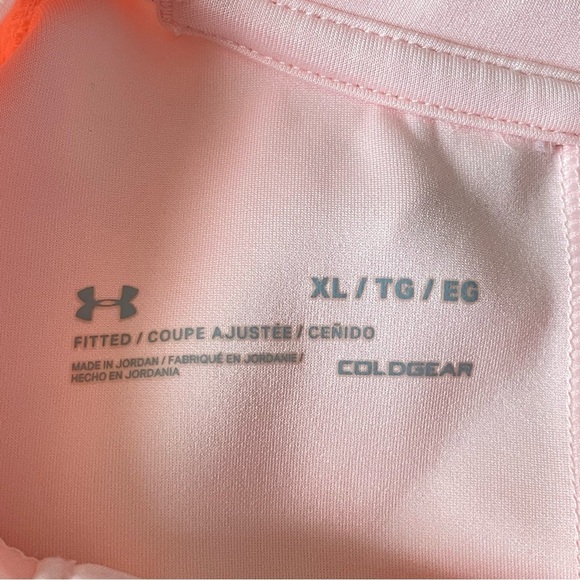 XL / TG / EG
FITTED / COUPE AJUSTÉE / CEÑIDO
MADE IN JORDAN / FABRIQUÉ EN JORDANIE /
HECHO EN JORDANIA
COLDGEAR